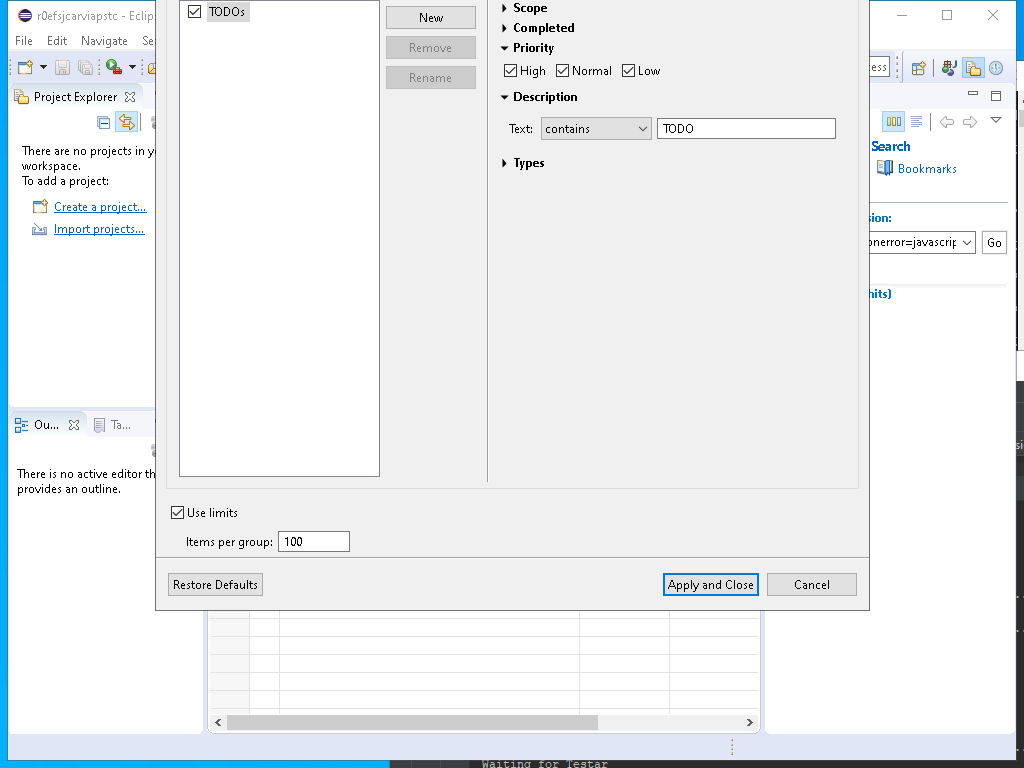 r0efsjcarviapstc - Eclip
File Edit Navigate Se
Project Explorer
There are no projects in y
workspace.
To add a project:
Create a project...
Import projects...
Ou... Ta...
There is no active editor th
provides an outline.
TODOs
New
Remove
Rename
Scope
Completed
Priority
High Normal Low
Description
Text: contains TODO
Types
Use limits
Items per group: 100
Restore Defaults
Apply and Close
Cancel
ess
Search
Bookmarks
sion:
onerror=javascrip Go
hits)
Waiting for Testar